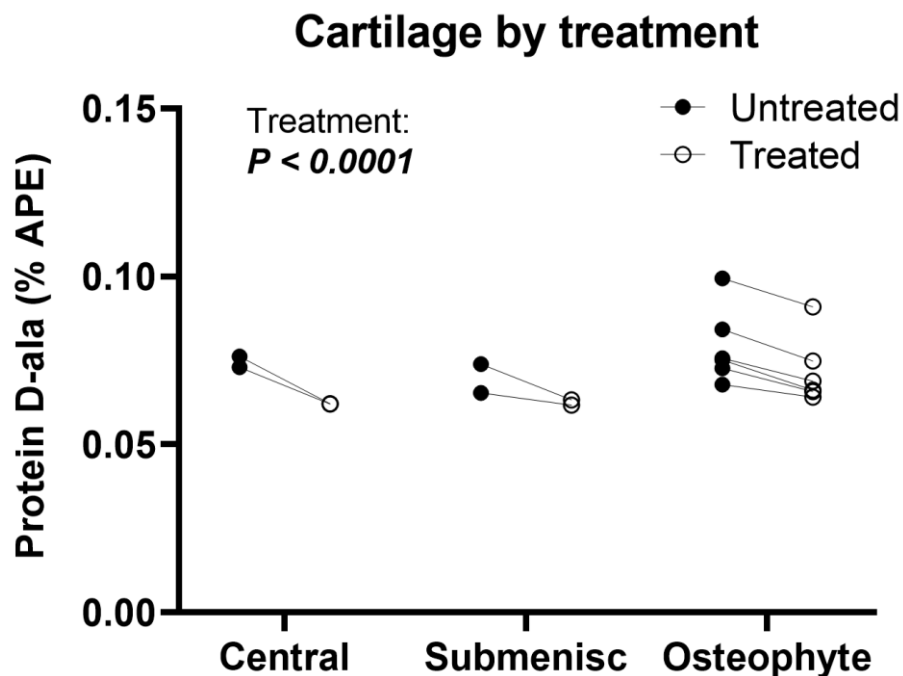 Cartilage by treatment
Protein D-ala (% APE)
0.15
0.10
0.05
0.00
Treatment:
P < 0.0001
Untreated
Treated
Central
Submenisc
Osteophyte